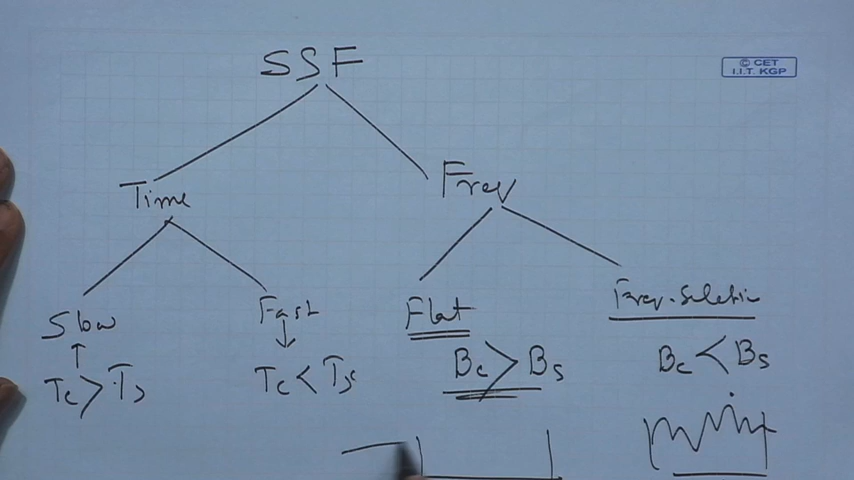 SSF
© CET
I.I.T. KGP
Time
Freq
Slow
Fast
Flat
Freq. Selective
Tc > Ts
Tc < Ts
Bc > Bs
Bc < Bs